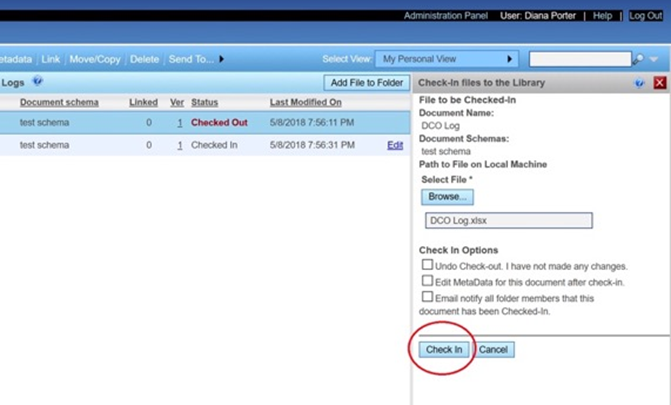 Administration Panel User: Diana Porter | Help | Log Out
etadata | Link | Move/Copy | Delete | Send To... Select View: My Personal View
Logs Add File to Folder
Document schema Linked Ver Status Last Modified On
test schema 0 1 Checked Out 5/8/2018 7:56:11 PM
test schema 0 1 Checked In 5/8/2018 7:56:31 PM Edit
Check-In files to the Library
File to be Checked-In
Document Name:
DCO Log
Document Schemas:
test schema
Path to File on Local Machine
Select File *
Browse...
DCO Log.xlsx
Check In Options
Undo Check-out. I have not made any changes.
Edit MetaData for this document after check-in.
Email notify all folder members that this
document has been Checked-In.
Check In Cancel